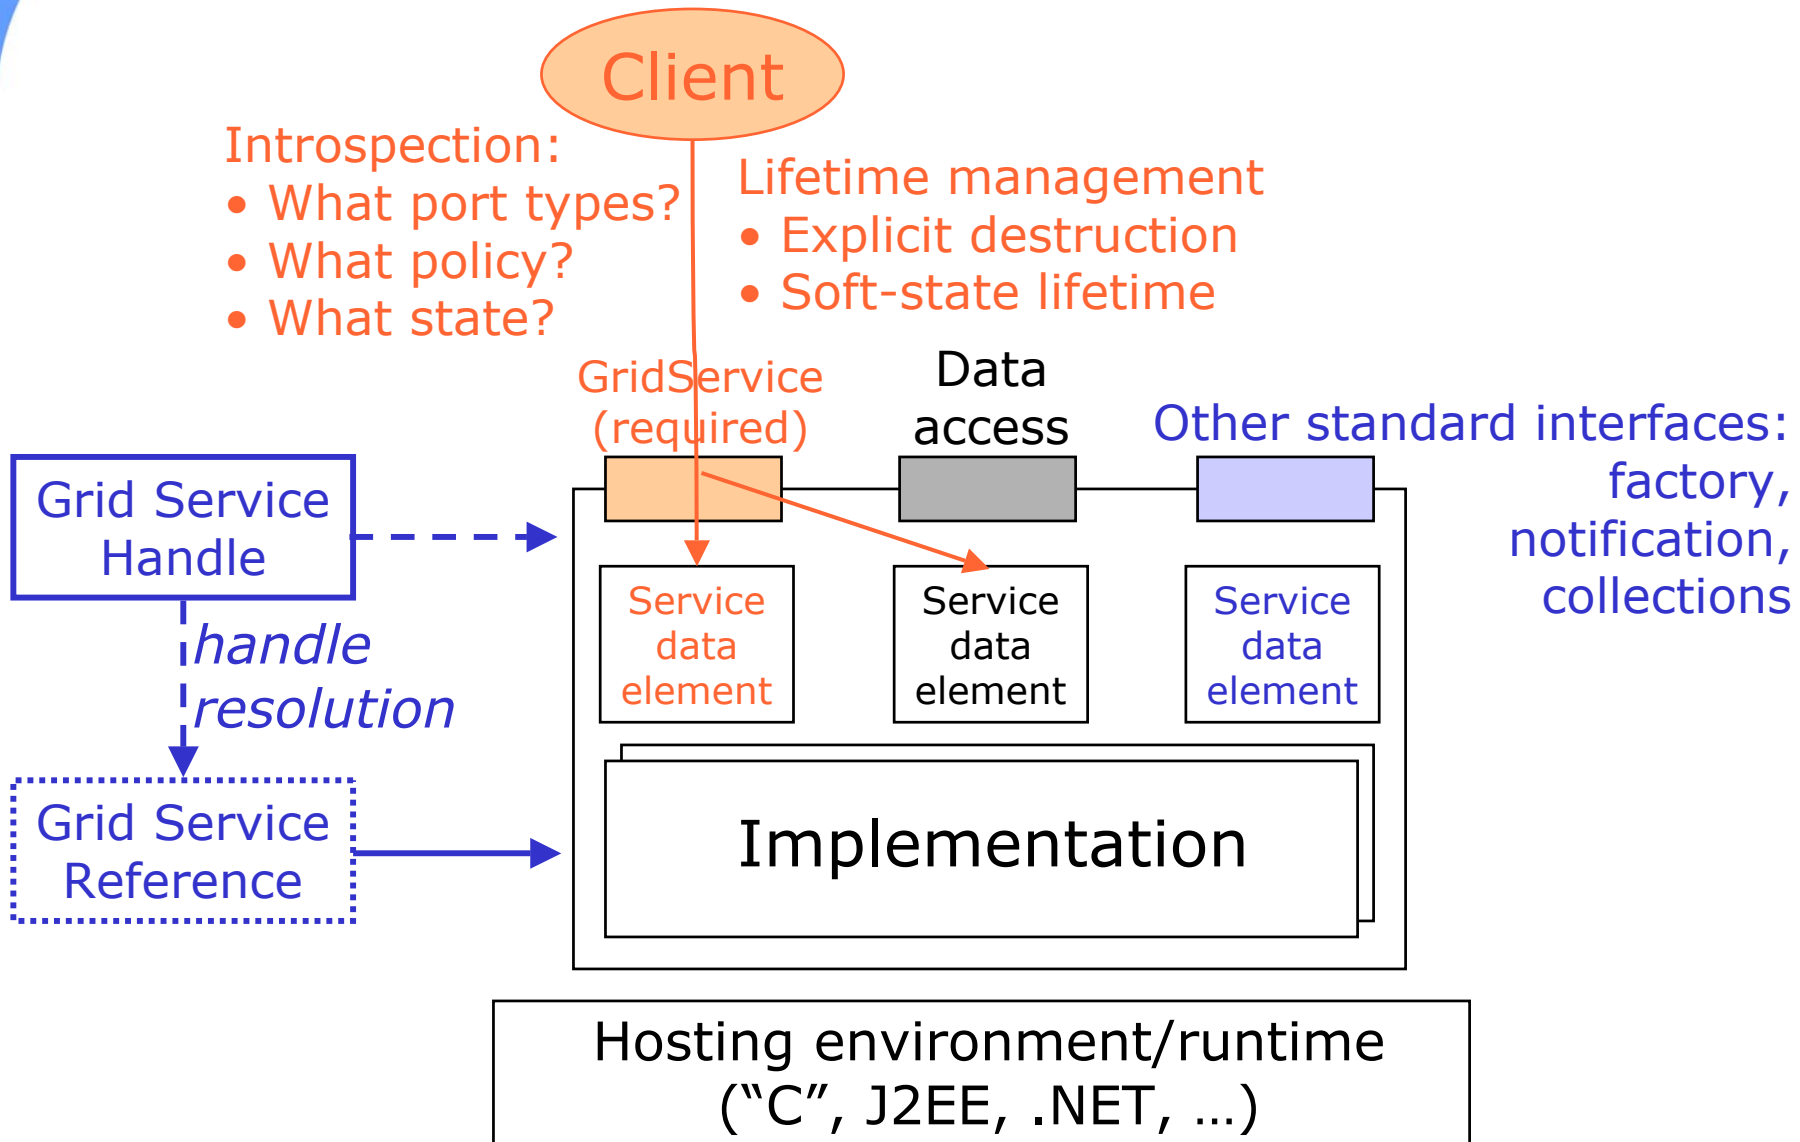 Client
Introspection:
• What port types?
• What policy?
• What state?
Lifetime management
• Explicit destruction
• Soft-state lifetime
GridService
(required)
Data
access
Other standard interfaces:
factory,
notification,
collections
Grid Service
Handle
handle
resolution
Grid Service
Reference
Service
data
element
Service
data
element
Service
data
element
Implementation
Hosting environment/runtime
(“C”, J2EE, .NET, …)